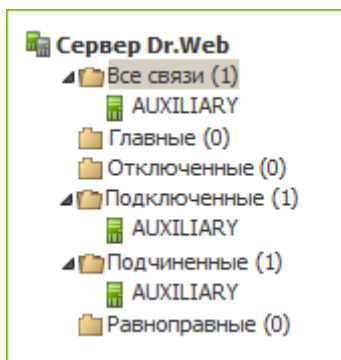 Сервер Dr.Web
Все связи (1)
AUXILIARY
Главные (0)
Отключенные (0)
Подключенные (1)
AUXILIARY
Подчиненные (1)
AUXILIARY
Равноправные (0)